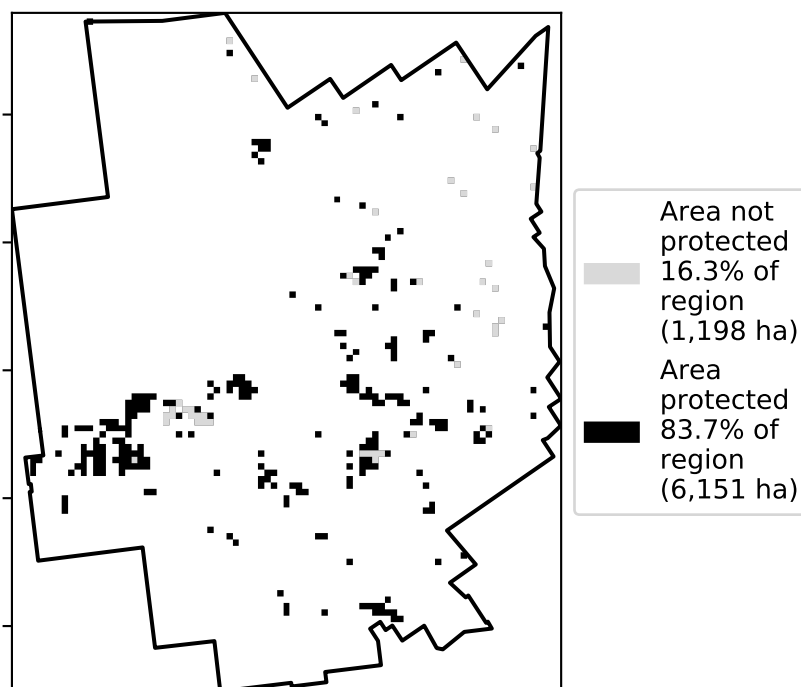 Area not
protected
16.3% of
region
(1,198 ha)
Area
protected
83.7% of
region
(6,151 ha)